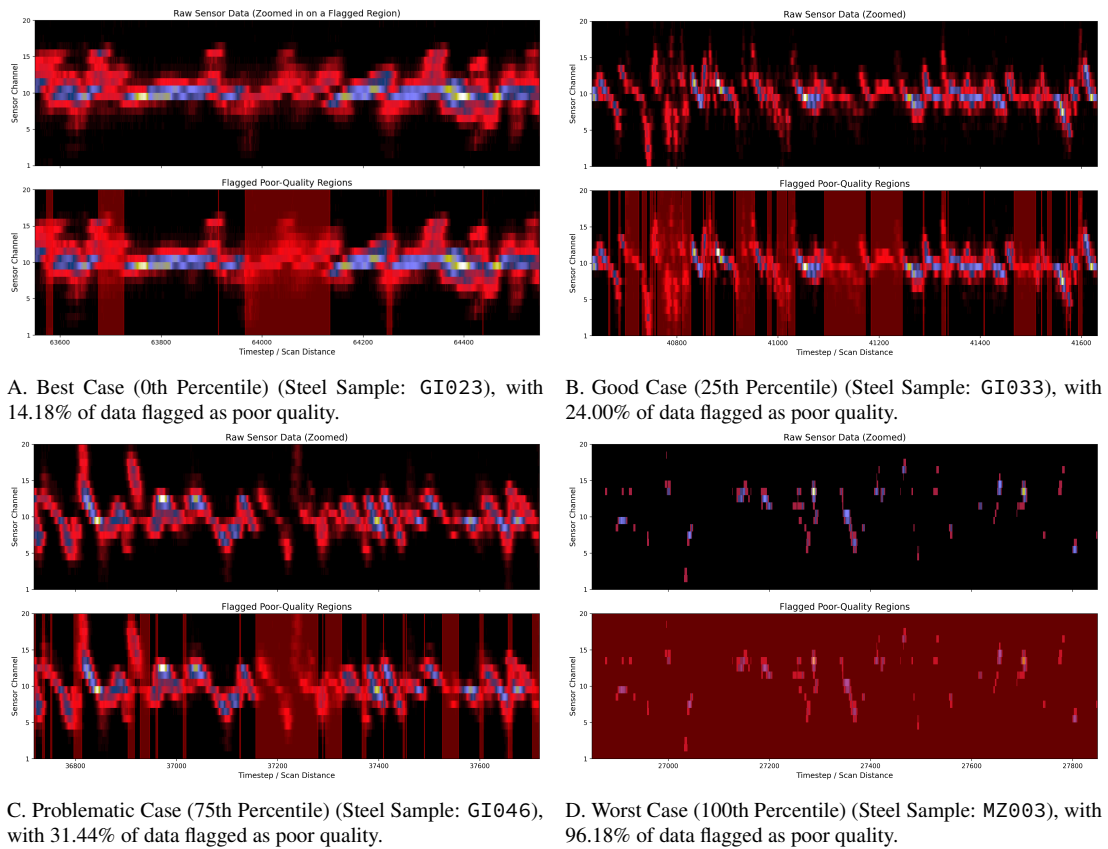 Raw Sensor Data (Zoomed in on a Flagged Region)
Sensor Channel
20
15
10
5
1
Flagged Poor-Quality Regions
Sensor Channel
20
15
10
5
1
63600 63800 64000 64200 64400
Timestep / Scan Distance
A. Best Case (0th Percentile) (Steel Sample: GI023), with
14.18% of data flagged as poor quality.
Raw Sensor Data (Zoomed)
Sensor Channel
20
15
10
5
1
Flagged Poor-Quality Regions
Sensor Channel
20
15
10
5
1
40800 41000 41200 41400 41600
Timestep / Scan Distance
B. Good Case (25th Percentile) (Steel Sample: GI033), with
24.00% of data flagged as poor quality.
Raw Sensor Data (Zoomed)
Sensor Channel
20
15
10
5
1
Flagged Poor-Quality Regions
Sensor Channel
20
15
10
5
1
36800 37000 37200 37400 37600
Timestep / Scan Distance
C. Problematic Case (75th Percentile) (Steel Sample: GI046),
with 31.44% of data flagged as poor quality.
Raw Sensor Data (Zoomed)
Sensor Channel
20
15
10
5
1
Flagged Poor-Quality Regions
Sensor Channel
20
15
10
5
1
27000 27200 27400 27600 27800
Timestep / Scan Distance
D. Worst Case (100th Percentile) (Steel Sample: MZ003), with
96.18% of data flagged as poor quality.